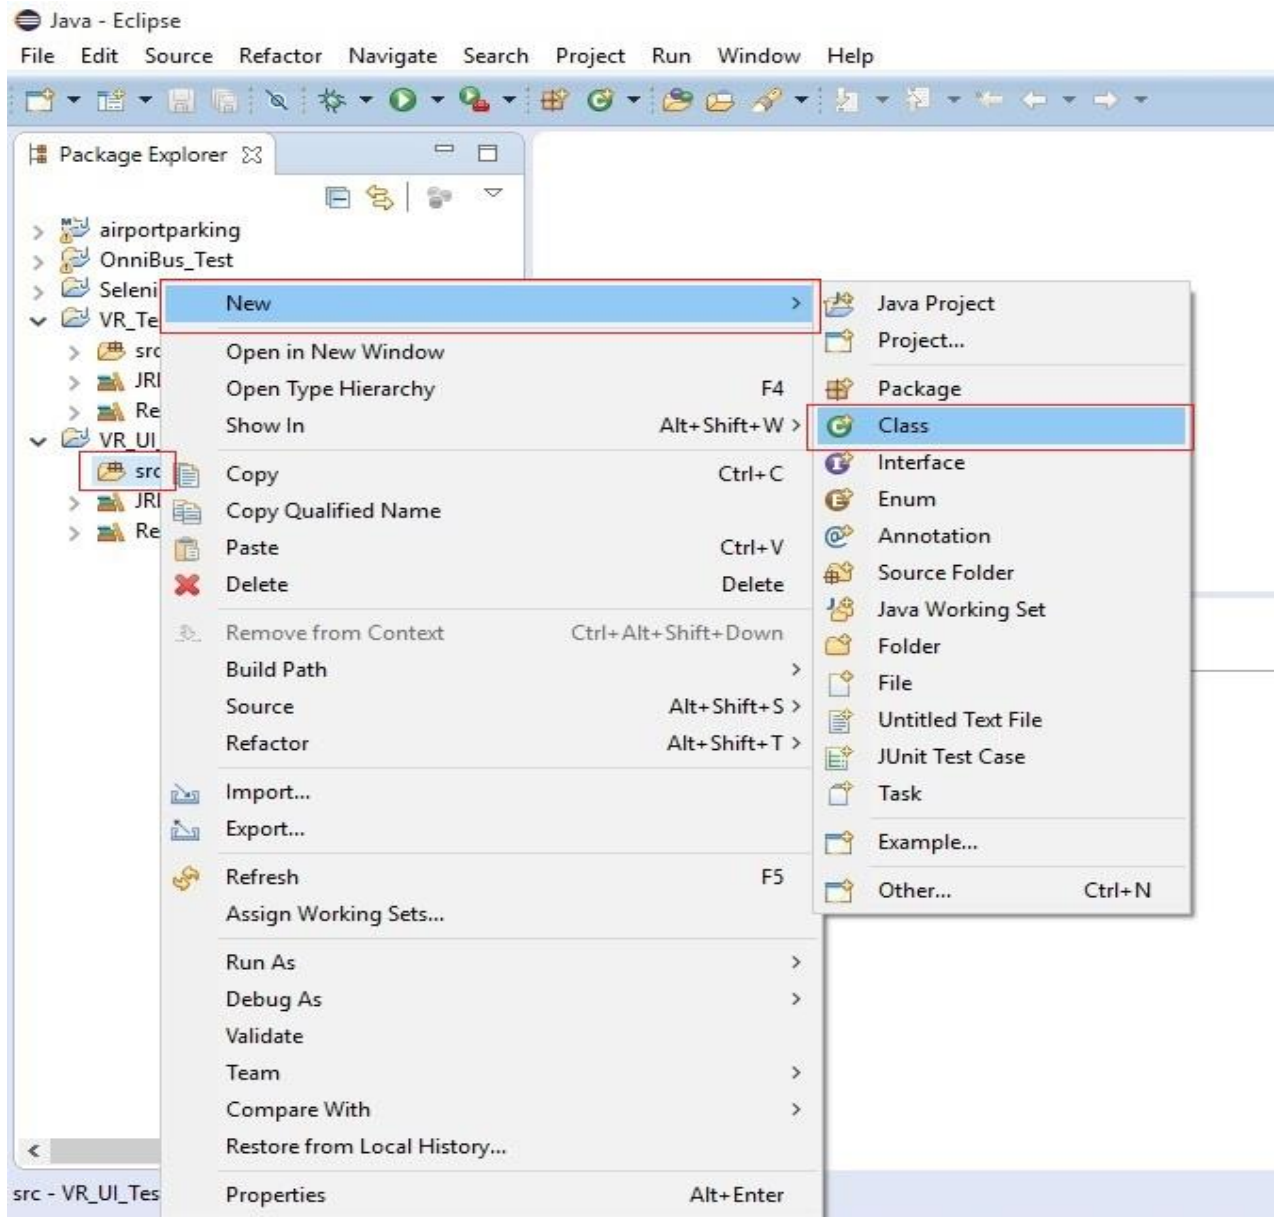 Java - Eclipse
File Edit Source Refactor Navigate Search Project Run Window Help
Package Explorer
airportparking
OnniBus_Test
Seleni
VR_Te
src
JRI
Re
VR_UI_
src
JRI
Re
New
Open in New Window
Open Type Hierarchy F4
Show In Alt+Shift+W >
Copy Ctrl+C
Copy Qualified Name
Paste Ctrl+V
Delete Delete
Remove from Context Ctrl+Alt+Shift+Down
Build Path >
Source Alt+Shift+S >
Refactor Alt+Shift+T >
Import...
Export...
Refresh F5
Assign Working Sets...
Run As >
Debug As >
Validate
Team >
Compare With >
Restore from Local History...
Properties Alt+Enter
Java Project
Project...
Package
Class
Interface
Enum
Annotation
Source Folder
Java Working Set
Folder
File
Untitled Text File
JUnit Test Case
Task
Example...
Other... Ctrl+N
src - VR_UI_Tes